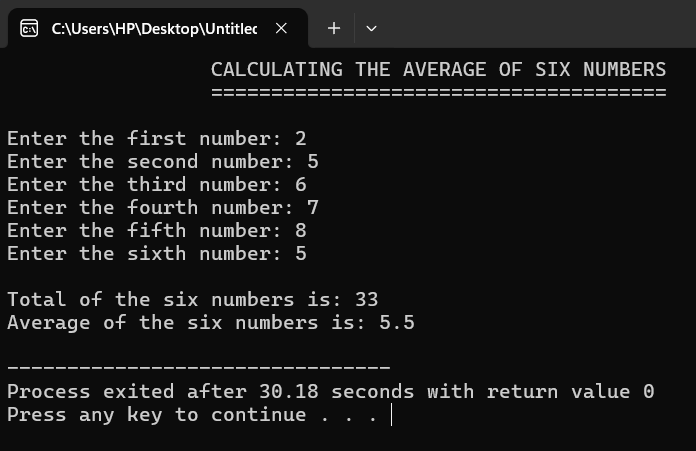 C:\Users\HP\Desktop\Untitled
CALCULATING THE AVERAGE OF SIX NUMBERS
======================================
Enter the first number: 2
Enter the second number: 5
Enter the third number: 6
Enter the fourth number: 7
Enter the fifth number: 8
Enter the sixth number: 5
Total of the six numbers is: 33
Average of the six numbers is: 5.5
--------------------------------
Process exited after 30.18 seconds with return value 0
Press any key to continue . . .